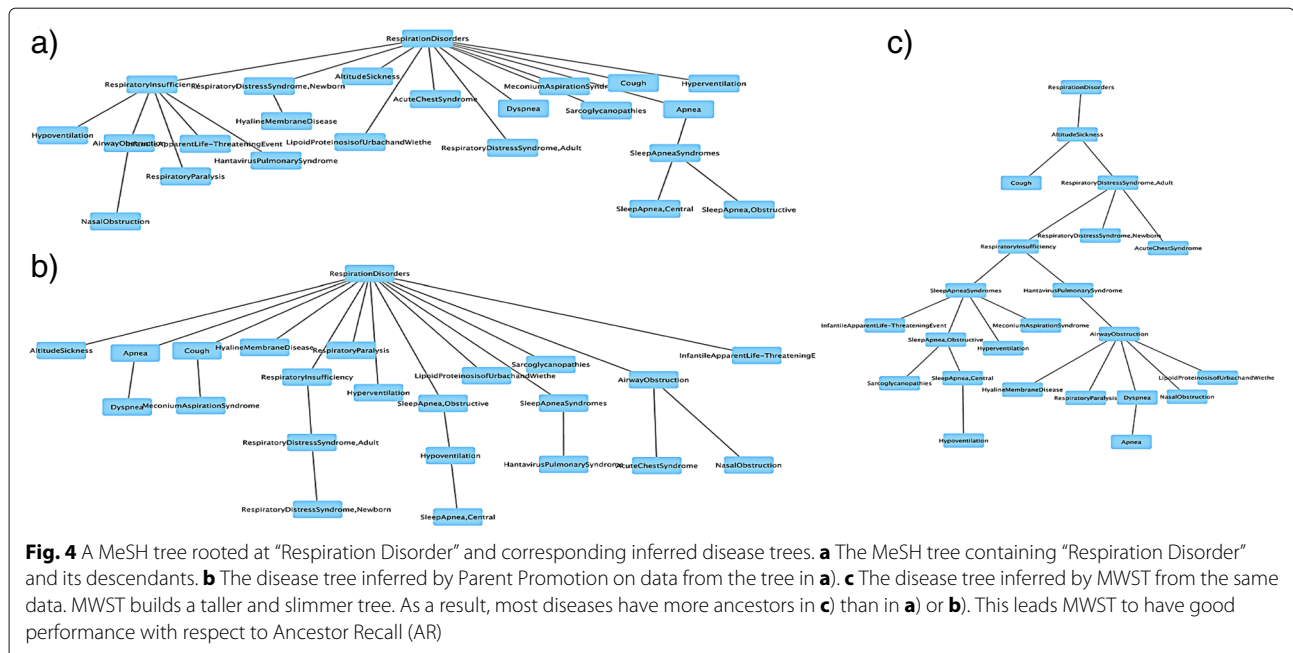 a)
RespirationDisorders
RespiratoryInsufficiency
RespiratoryDistressSyndrome,Newborn
AltitudeSickness
AcuteChestSyndrome
Dyspnea
MeconiumAspirationSyndr
Cough
Hyperventilation
Sarcoglycanopathies
Apnea
Hypoventilation
AirwayObstruction
ApparentLife-ThreateningEvent
HyalineMembraneDisease
LipoidProteinosisofUrbachandWiethe
RespiratoryDistressSyndrome,Adult
SleepApneaSyndromes
HantavirusPulmonarySyndrome
RespiratoryParalysis
NasalObstruction
SleepApnea,Central
SleepApnea,Obstructive
b)
RespirationDisorders
AltitudeSickness
Apnea
Cough
HyalineMembraneDisease
RespiratoryParalysis
InfantileApparentLife-ThreateningE
RespiratoryInsufficiency
LipoidProteinosisofUrbachandWiethe
Sarcoglycanopathies
AirwayObstruction
Dyspnea
MeconiumAspirationSyndrome
Hyperventilation
SleepApnea,Obstructive
SleepApneaSyndromes
RespiratoryDistressSyndrome,Adult
Hypoventilation
HantavirusPulmonarySyndrome
AcuteChestSyndrome
NasalObstruction
RespiratoryDistressSyndrome,Newborn
SleepApnea,Central
c)
RespirationDisorders
AltitudeSickness
Cough
RespiratoryDistressSyndrome,Adult
RespiratoryInsufficiency
RespiratoryDistressSyndrome,Newborn
AcuteChestSyndrome
SleepApneaSyndromes
HantavirusPulmonarySyndrome
InfantileApparentLife-ThreateningEvent
MeconiumAspirationSyndrome
SleepApnea,Obstructive
Hyperventilation
AirwayObstruction
Sarcoglycanopathies
SleepApnea,Central
HyalineMembraneDisease
RespiratoryParalysis
Dyspnea
NasalObstruction
LipoidProteinosisofUrbachandWiethe
Hypoventilation
Apnea
Fig. 4 A MeSH tree rooted at “Respiration Disorder” and corresponding inferred disease trees. a The MeSH tree containing “Respiration Disorder”
and its descendants. b The disease tree inferred by Parent Promotion on data from the tree in a). c The disease tree inferred by MWST from the same
data. MWST builds a taller and slimmer tree. As a result, most diseases have more ancestors in c) than in a) or b). This leads MWST to have good
performance with respect to Ancestor Recall (AR)